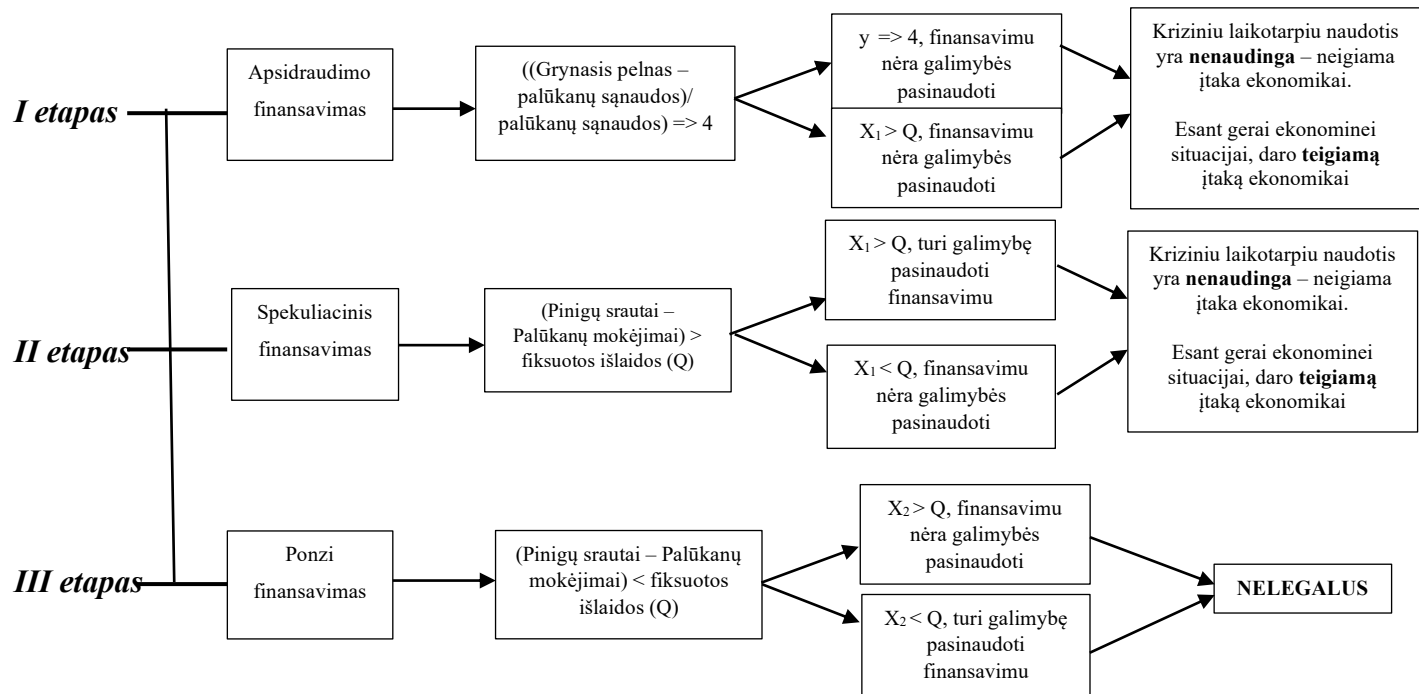 I etapas
Apsidraudimo
finansavimas
((Grynasis pelnas –
palūkanų sąnaudos)/
palūkanų sąnaudos) => 4
y => 4, finansavimu
nėra galimybės
pasinaudoti
X₁ > Q, finansavimu
nėra galimybės
pasinaudoti
Kriziniu laikotarpiu naudotis
yra nenaudinga – neigiama
įtaka ekonomikai.
Esant gerai ekonominei
situacijai, daro teigiamą
įtaką ekonomikai
II etapas
Spekuliacinis
finansavimas
(Pinigų srautai –
Palūkanų mokėjimai) >
fiksuotos išlaidos (Q)
X₁ > Q, turi galimybę
pasinaudoti
finansavimu
X₁ < Q, finansavimu
nėra galimybės
pasinaudoti
Kriziniu laikotarpiu naudotis
yra nenaudinga – neigiama
įtaka ekonomikai.
Esant gerai ekonominei
situacijai, daro teigiamą
įtaką ekonomikai
III etapas
Ponzi
finansavimas
(Pinigų srautai – Palūkanų
mokėjimai) < fiksuotos
išlaidos (Q)
X₂ > Q, finansavimu
nėra galimybės
pasinaudoti
X₂ < Q, turi galimybę
pasinaudoti
finansavimu
NELEGALUS